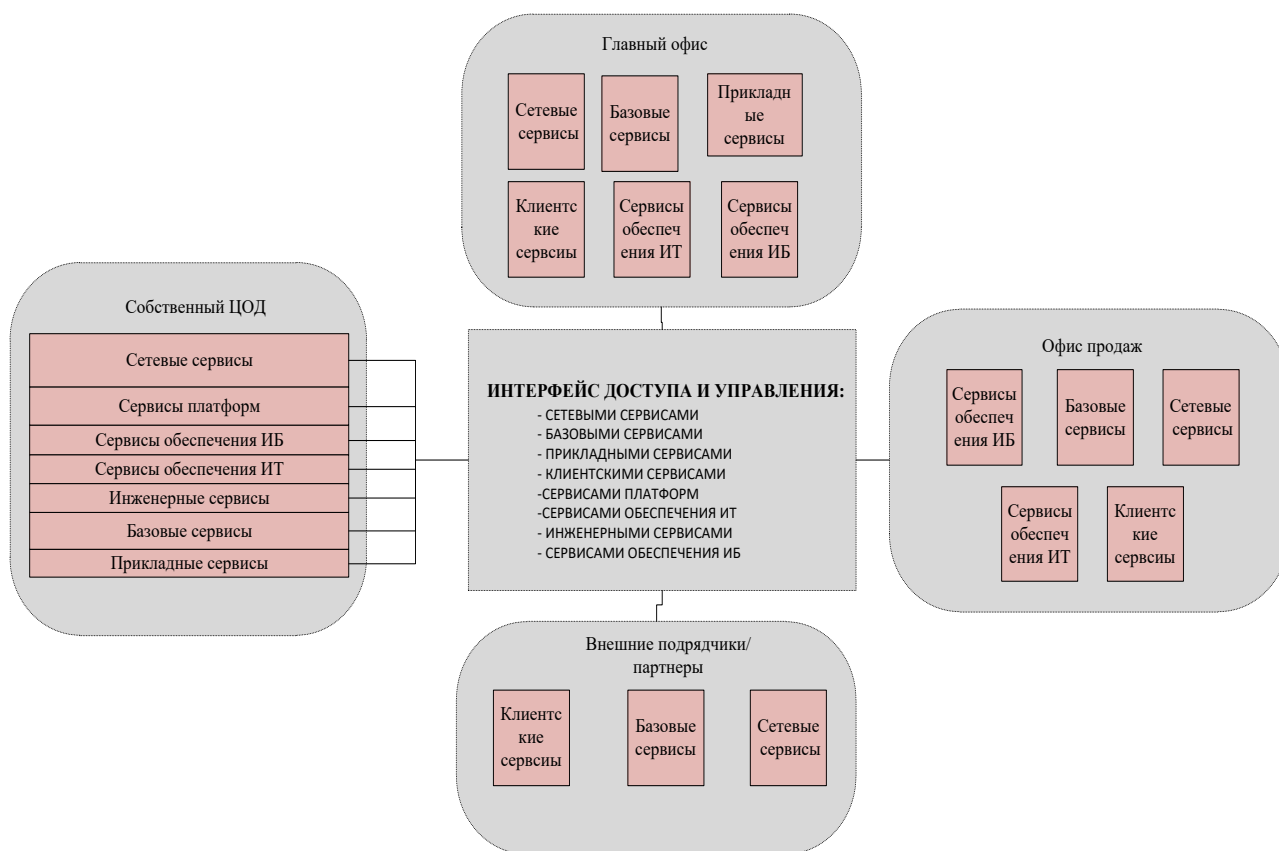 Главный офис
Сетевые
сервисы
Базовые
сервисы
Прикладн
ые
сервисы
Клиентс
кие
сервсиы
Сервисы
обеспеч
ения ИТ
Сервисы
обеспеч
ения ИБ
Собственный ЦОД
Сетевые сервисы
Сервисы платформ
Сервисы обеспечения ИБ
Сервисы обеспечения ИТ
Инженерные сервисы
Базовые сервисы
Прикладные сервисы
ИНТЕРФЕЙС ДОСТУПА И УПРАВЛЕНИЯ:
- СЕТЕВЫМИ СЕРВИСАМИ
- БАЗОВЫМИ СЕРВИСАМИ
- ПРИКЛАДНЫМИ СЕРВИСАМИ
- КЛИЕНТСКИМИ СЕРВИСАМИ
-СЕРВИСАМИ ПЛАТФОРМ
-СЕРВИСАМИ ОБЕСПЕЧЕНИЯ ИТ
- ИНЖЕНЕРНЫМИ СЕРВИСАМИ
- СЕРВИСАМИ ОБЕСПЕЧЕНИЯ ИБ
Офис продаж
Сервисы
обеспеч
ения ИБ
Базовые
сервисы
Сетевые
сервисы
Сервисы
обеспеч
ения ИТ
Клиентс
кие
сервсиы
Внешние подрядчики/
партнеры
Клиентс
кие
сервсиы
Базовые
сервисы
Сетевые
сервисы